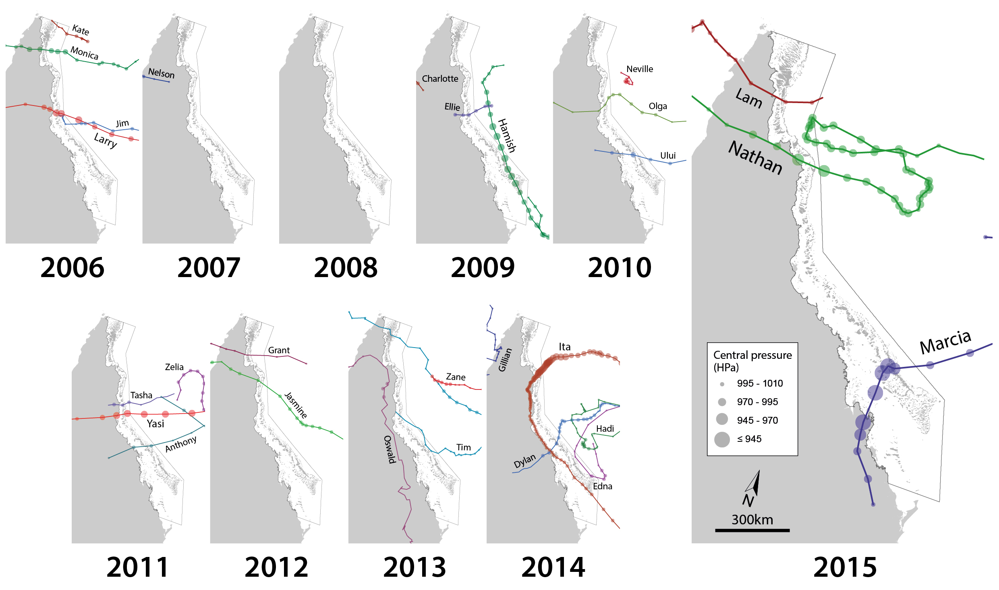 Kate
Monica
Jim
Larry
2006
Nelson
2007
2008
Charlotte
Ellie
Hamish
2009
Neville
Olga
Ului
2010
Zelia
Tasha
Yasi
Anthony
2011
Grant
Jasmine
2012
Zane
Oswald
Tim
2013
Gillian
Ita
Hadi
Dylan
Edna
2014
Lam
Nathan
Marcia
Central pressure
(HPa)
995 - 1010
970 - 995
945 - 970
≤ 945
N
300km
2015